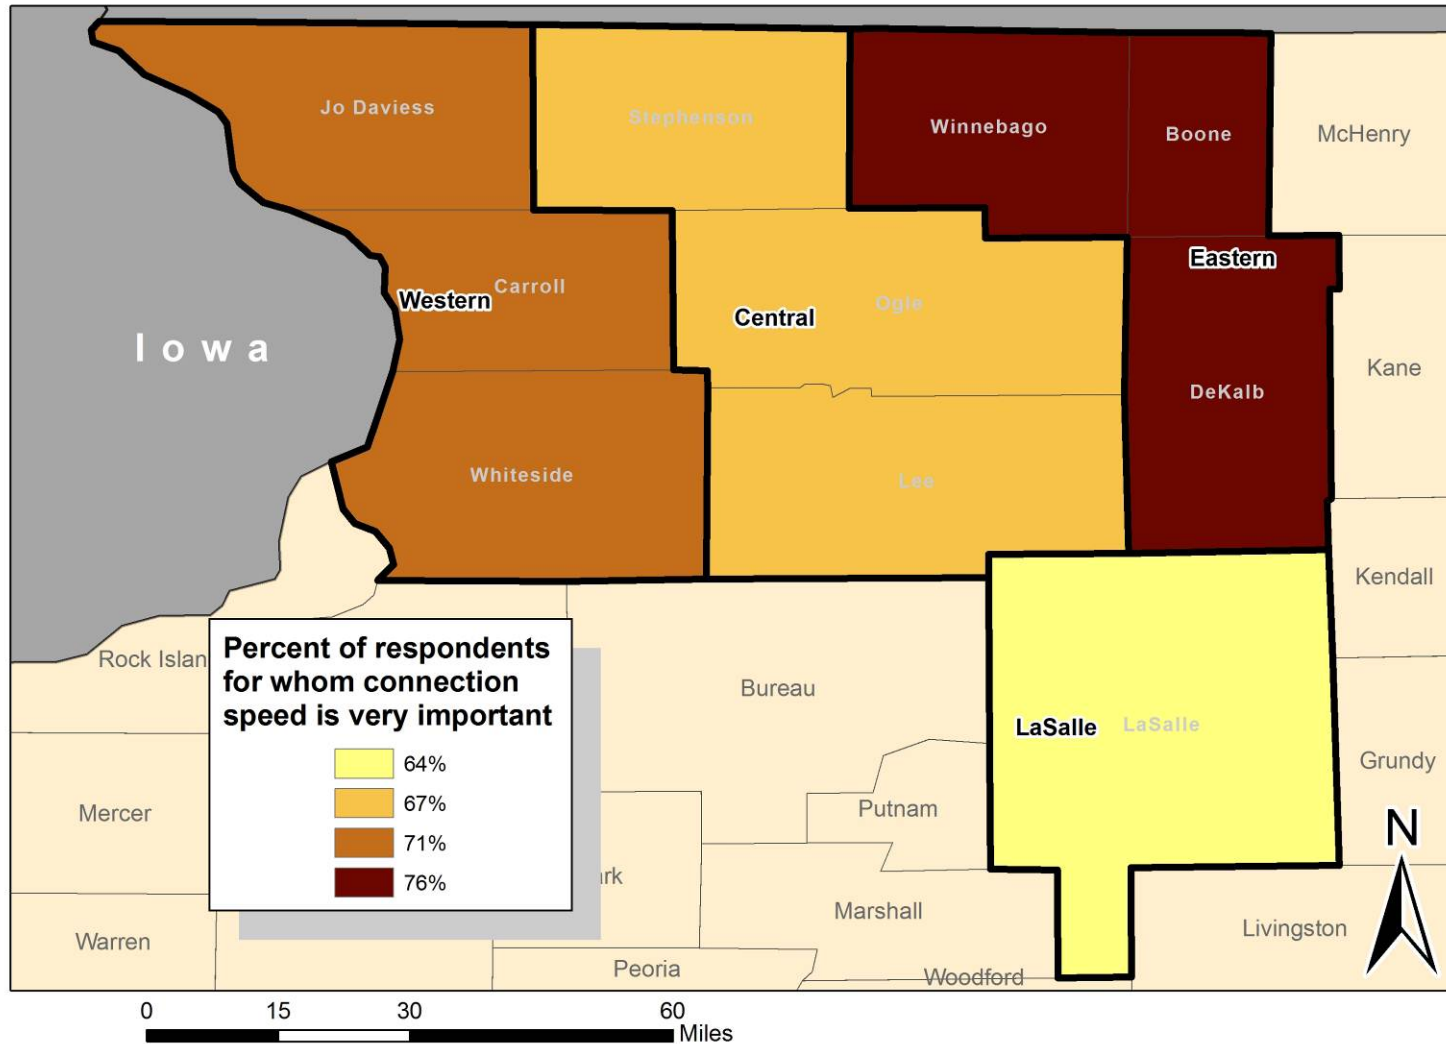 Jo Daviess
Stephenson
Winnebago
Boone
McHenry
Eastern
Carroll
Western
Ogle
Central
Iowa
Kane
DeKalb
Whiteside
Lee
Kendall
Percent of respondents
for whom connection
speed is very important
64%
67%
71%
76%
Rock Islan
Bureau
LaSalle
LaSalle
Grundy
Mercer
Putnam
N
rk
Marshall
Livingston
Warren
Peoria
Woodford
0 15 30 60
Miles